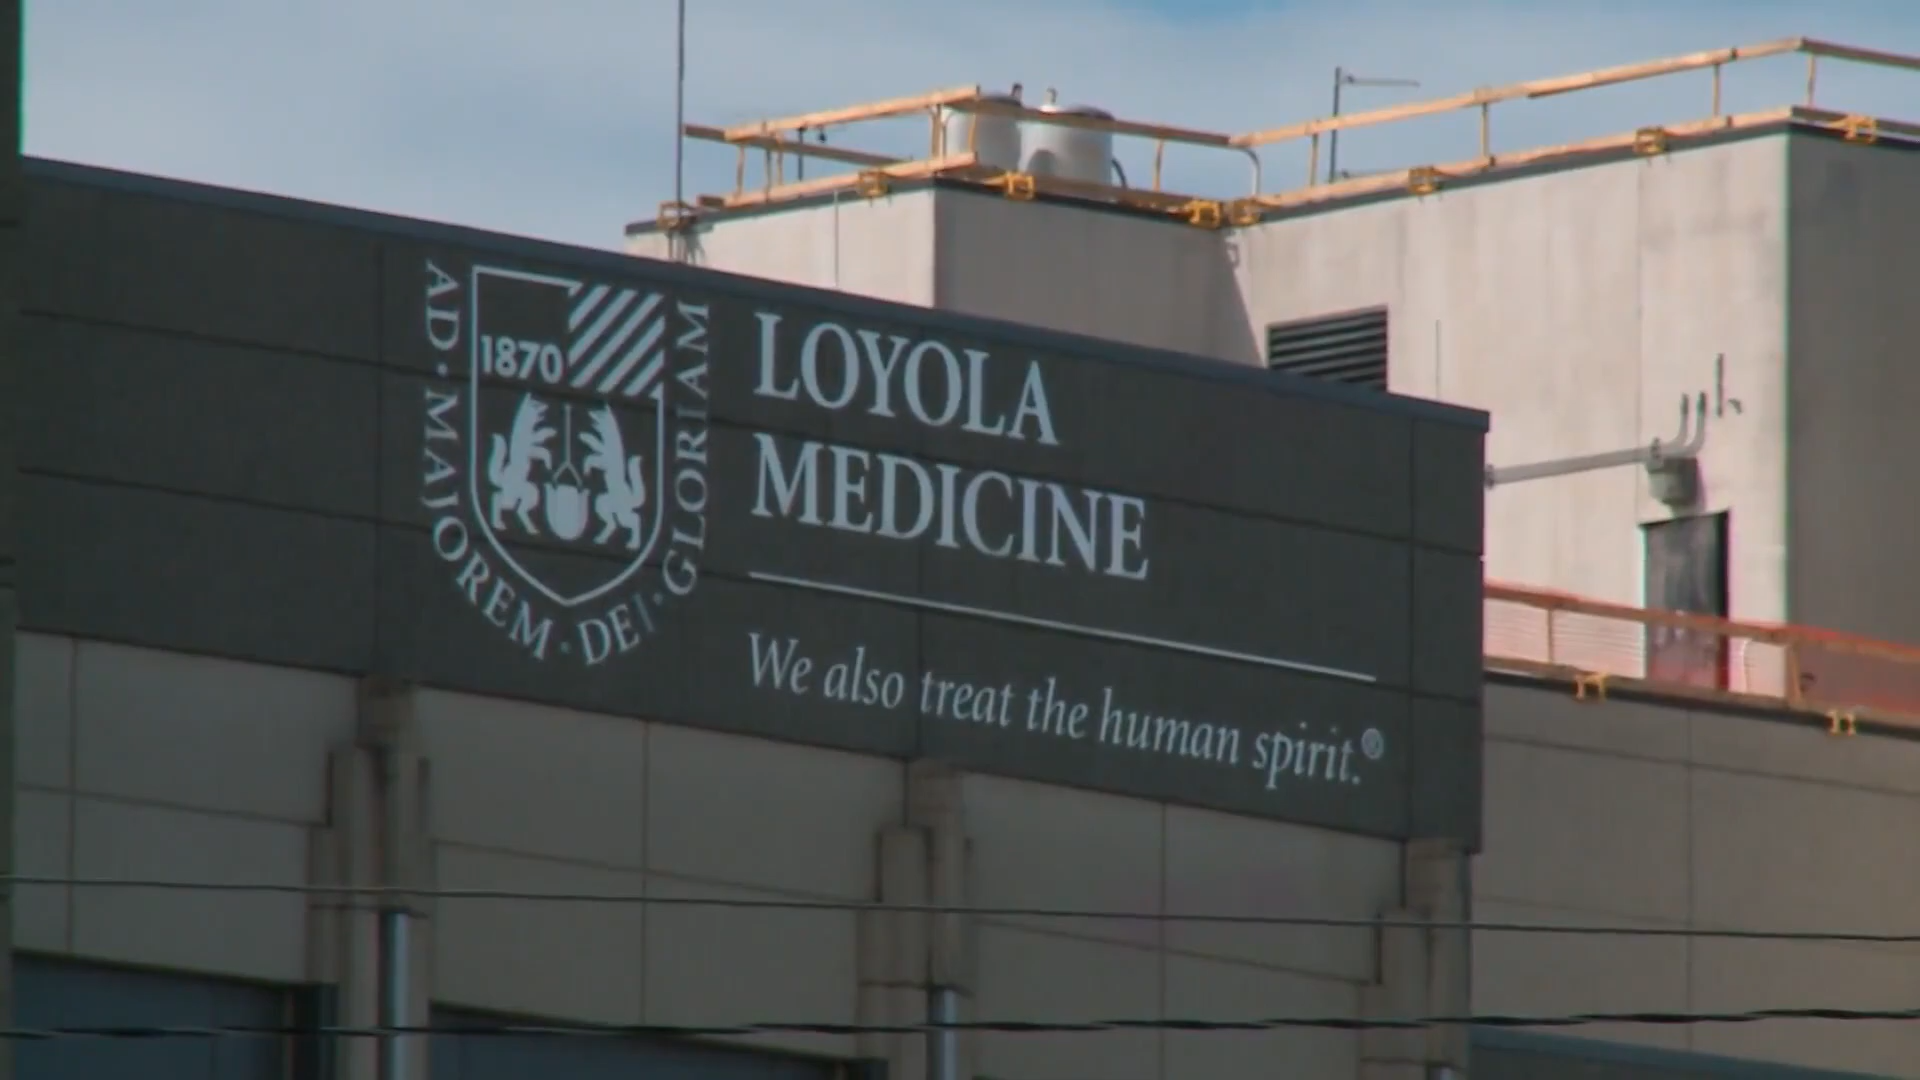 AD · MAJOREM · DEI · GLORIAM
1870
LOYOLA
MEDICINE
We also treat the human spirit.®